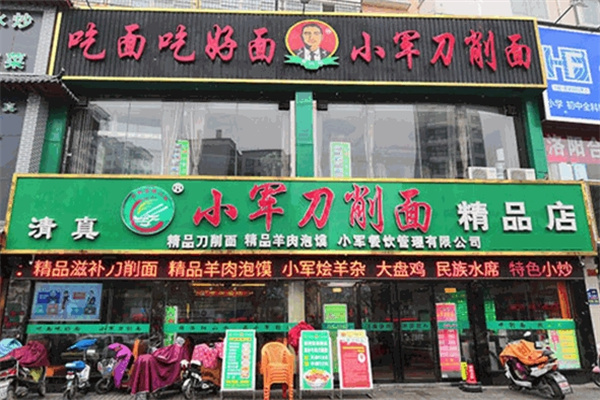 吃面吃好面 小军刀削面
小学 初中全科
洛阳合
清真 ® 小军刀削面 精品店
精品刀削面 精品羊肉泡馍 小军餐饮管理有限公司
精品滋补刀削面 精品羊肉泡馍 小军烩羊杂 大盘鸡 民族水席 特色小炒